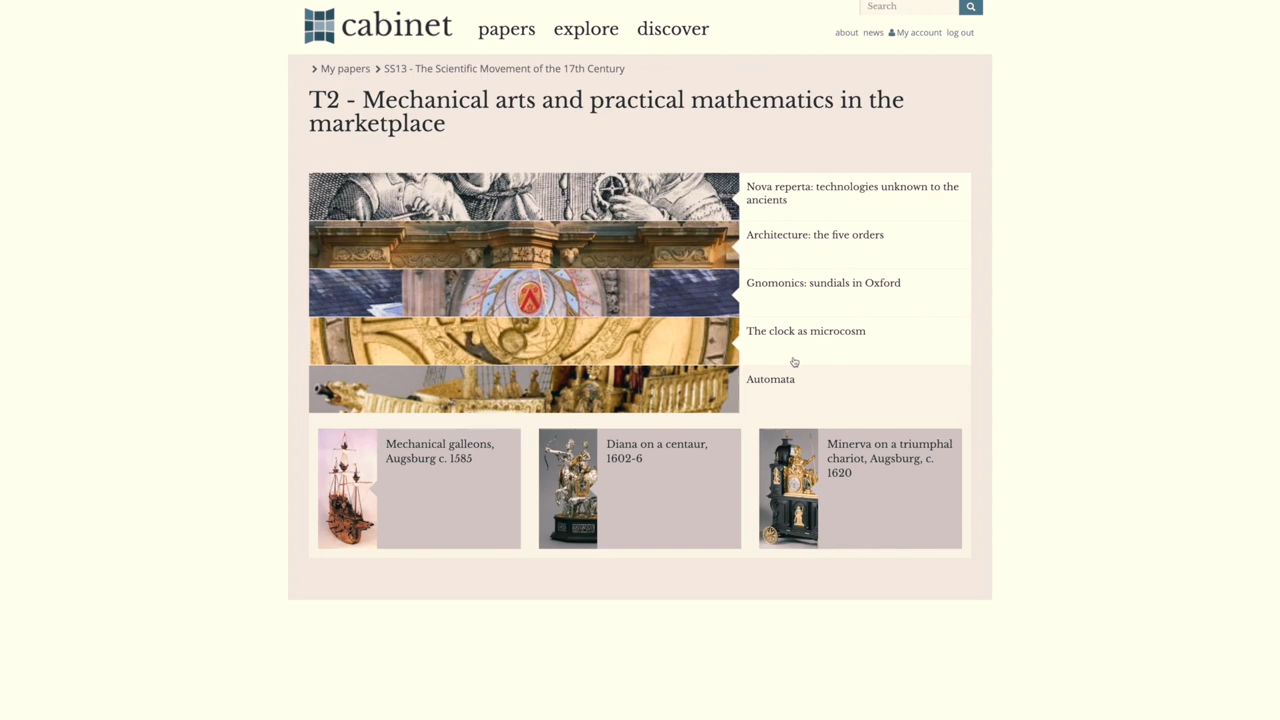 Search
cabinet
papers explore discover
about news My account log out
My papers SS13 - The Scientific Movement of the 17th Century
T2 - Mechanical arts and practical mathematics in the
marketplace
Nova reperta: technologies unknown to the
ancients
Architecture: the five orders
Gnomonics: sundials in Oxford
The clock as microcosm
Automata
Mechanical galleons,
Augsburg c. 1585
Diana on a centaur,
1602-6
Minerva on a triumphal
chariot, Augsburg, c.
1620